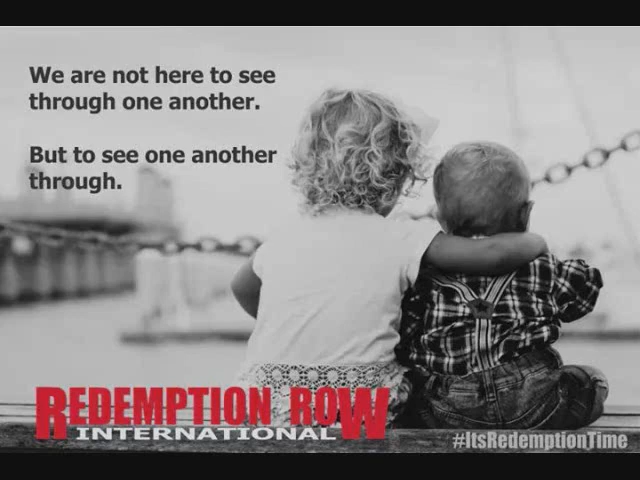 We are not here to see
through one another.
But to see one another
through.
REDEMPTION ROW
INTERNATIONAL
#ItsRedemptionTime